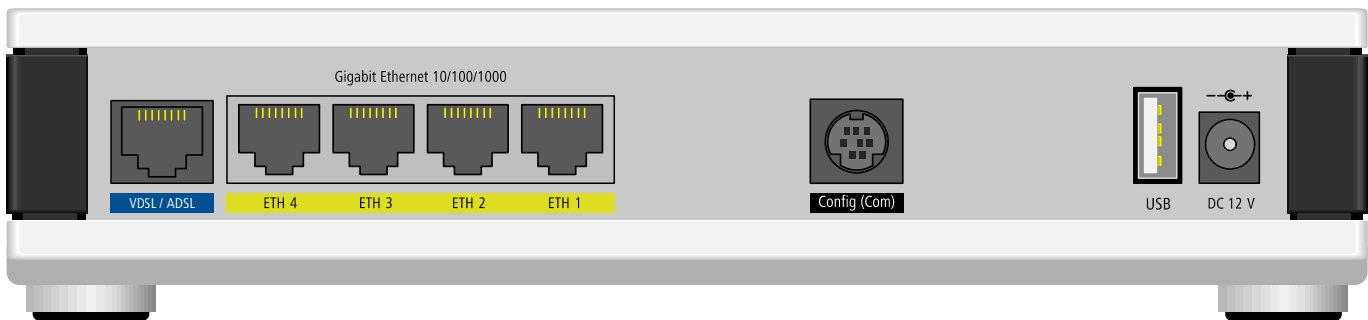 Gigabit Ethernet 10/100/1000
VDSL / ADSL
ETH 4
ETH 3
ETH 2
ETH 1
Config (Com)
USB
DC 12 V